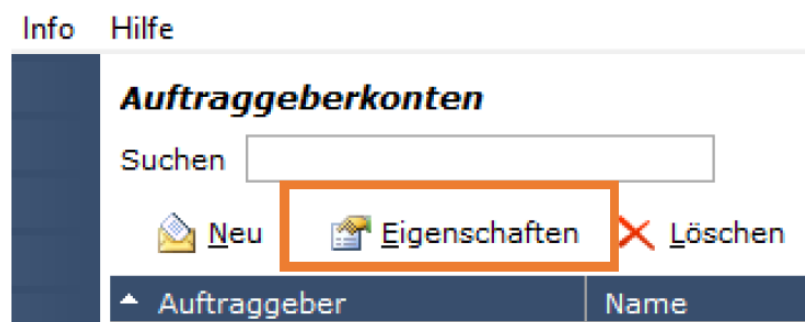 Info Hilfe
Auftraggeberkonten
Suchen
Neu Eigenschaften Löschen
Auftraggeber Name